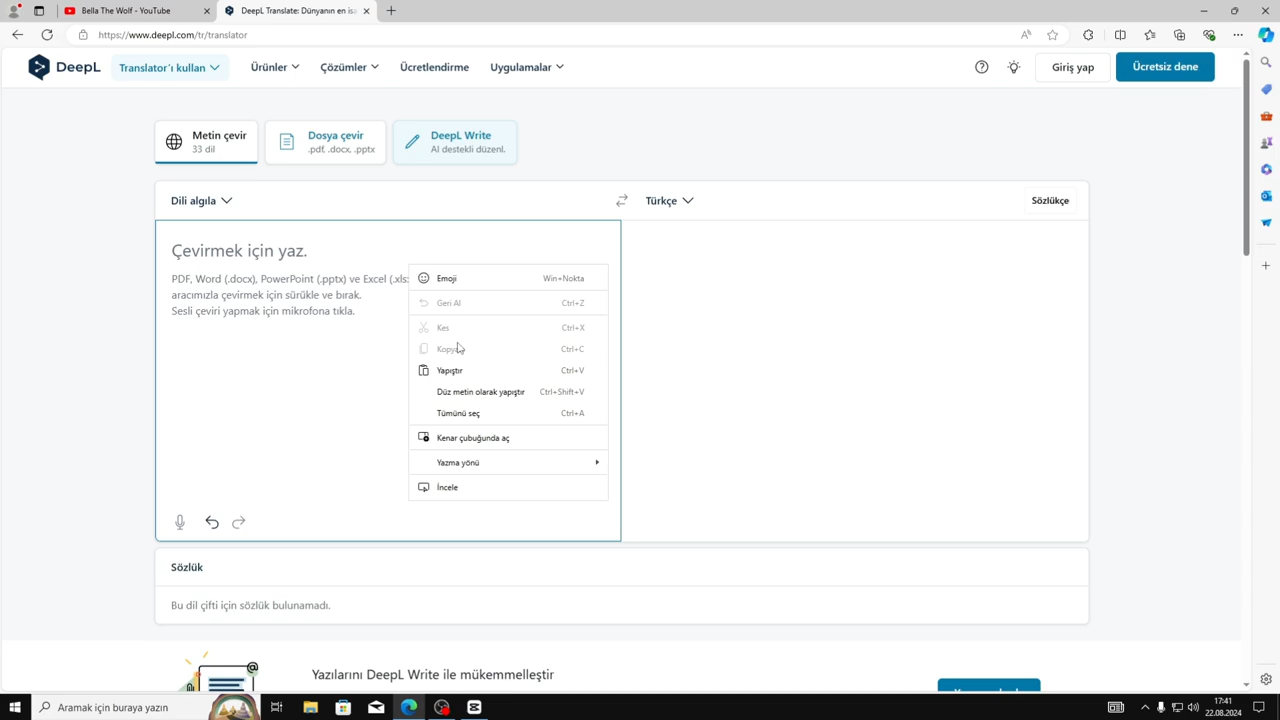 Bella The Wolf - YouTube
DeepL Translate: Dünyanın en isa
https://www.deepl.com/tr/translator
DeepL
Translator'ı kullan
Ürünler
Çözümler
Ücretlendirme
Uygulamalar
Giriş yap
Ücretsiz dene
Metin çevir
33 dil
Dosya çevir
.pdf, .docx, .pptx
DeepL Write
AI destekli düzenl.
Dili algıla
Türkçe
Sözlükçe
Çevirmek için yaz.
PDF, Word (.docx), PowerPoint (.pptx) ve Excel (.xls:
aracımızla çevirmek için sürükle ve bırak.
Sesli çeviri yapmak için mikrofona tıkla.
Emoji Win+Nokta
Geri Al Ctrl+Z
Kes Ctrl+X
Ctrl+C
Yapıştır Ctrl+V
Düz metin olarak yapıştır Ctrl+Shift+V
Tümünü seç Ctrl+A
Kenar çubuğunda aç
Yazma yönü
İncele
Sözlük
Bu dil çifti için sözlük bulunamadı.
Yazılarını DeepL Write ile mükemmelleştir
Aramak için buraya yazın
17:41
22.08.2024